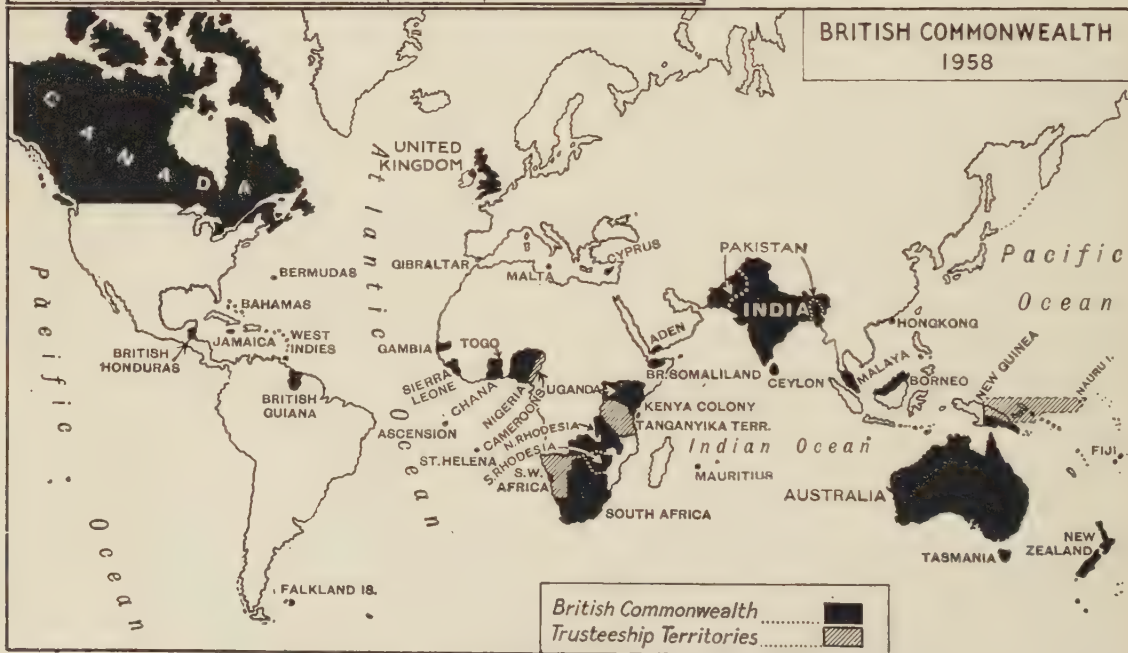 BRITISH COMMONWEALTH
1958
CANADA
UNITED
KINGDOM
Atlantic
Ocean
Pacific
Ocean
BERMUDAS
BAHAMAS
JAMAICA
WEST
INDIES
BRITISH
HONDURAS
BRITISH
GUIANA
FALKLAND IS.
GIBRALTAR
MALTA
CYPRUS
GAMBIA
SIERRA
LEONE
TOGO
GHANA
NIGERIA
CAMEROONS
ASCENSION
ST. HELENA
UGANDA
KENYA COLONY
TANGANYIKA TERR.
N. RHODESIA
S. RHODESIA
S.W.
AFRICA
SOUTH AFRICA
ADEN
BR. SOMALILAND
PAKISTAN
INDIA
CEYLON
Indian Ocean
MAURITIUS
HONGKONG
MALAYA
BORNEO
NEW GUINEA
NAURU I.
Pacific
Ocean
FIJI
AUSTRALIA
TASMANIA
NEW
ZEALAND
British Commonwealth
Trusteeship Territories